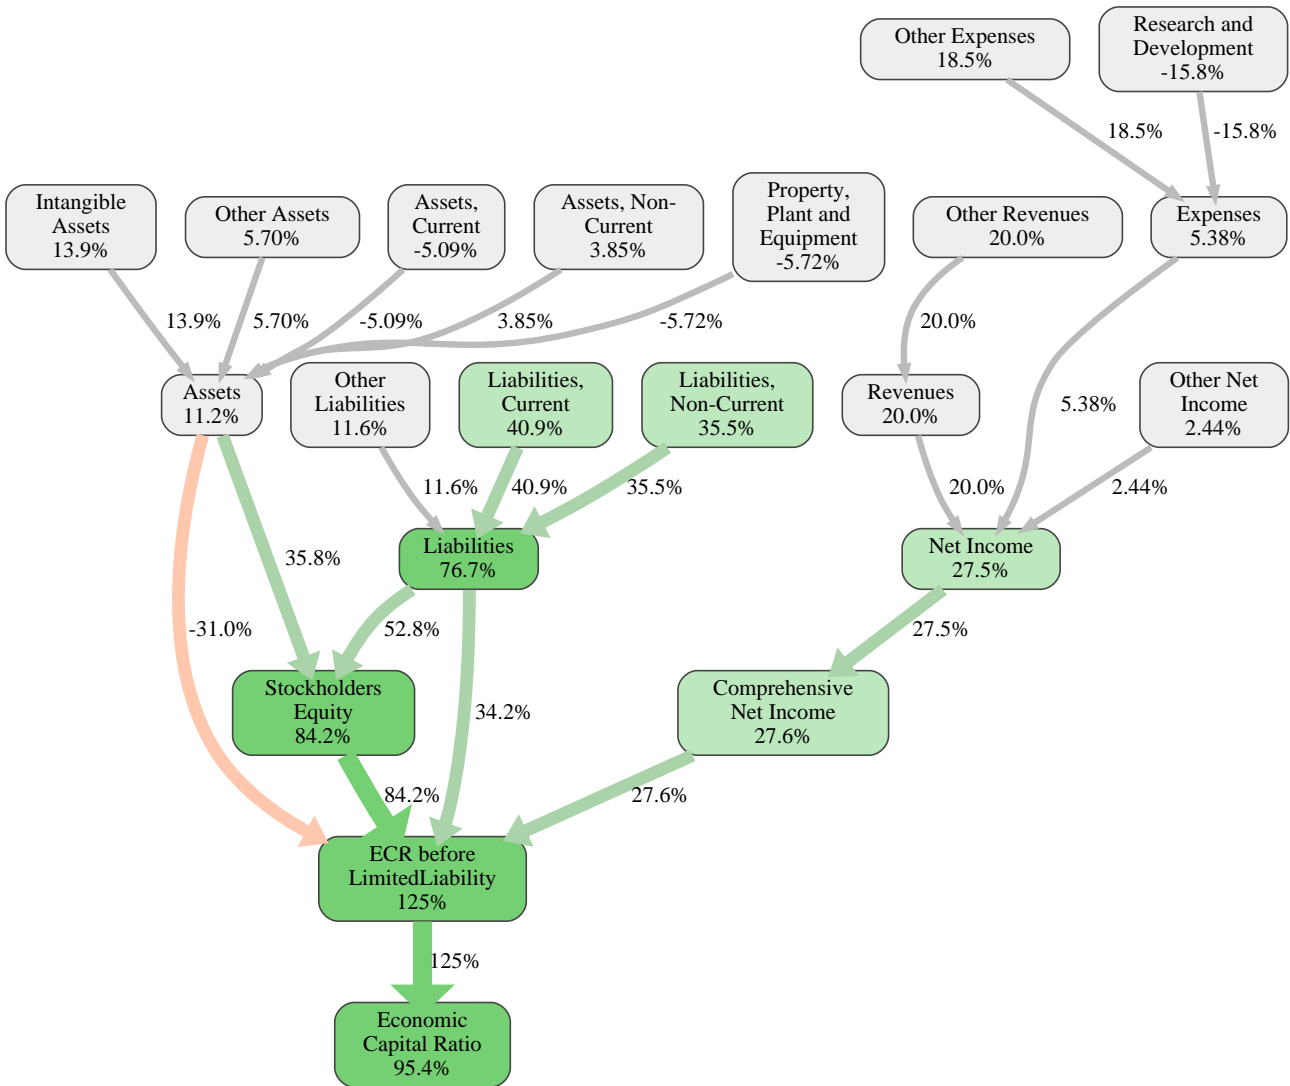 Other Expenses
18.5%
Research and
Development
-15.8%
18.5%
-15.8%
Intangible
Assets
13.9%
Other Assets
5.70%
Assets,
Current
-5.09%
Assets, Non-
Current
3.85%
Property,
Plant and
Equipment
-5.72%
Other Revenues
20.0%
Expenses
5.38%
13.9%
5.70%
-5.09%
3.85%
-5.72%
20.0%
5.38%
Assets
11.2%
Other
Liabilities
11.6%
Liabilities,
Current
40.9%
Liabilities,
Non-Current
35.5%
Revenues
20.0%
Other Net
Income
2.44%
11.6%
40.9%
35.5%
20.0%
2.44%
35.8%
Liabilities
76.7%
Net Income
27.5%
-31.0%
52.8%
27.5%
Stockholders
Equity
84.2%
34.2%
Comprehensive
Net Income
27.6%
84.2%
27.6%
ECR before
LimitedLiability
125%
125%
Economic
Capital Ratio
95.4%